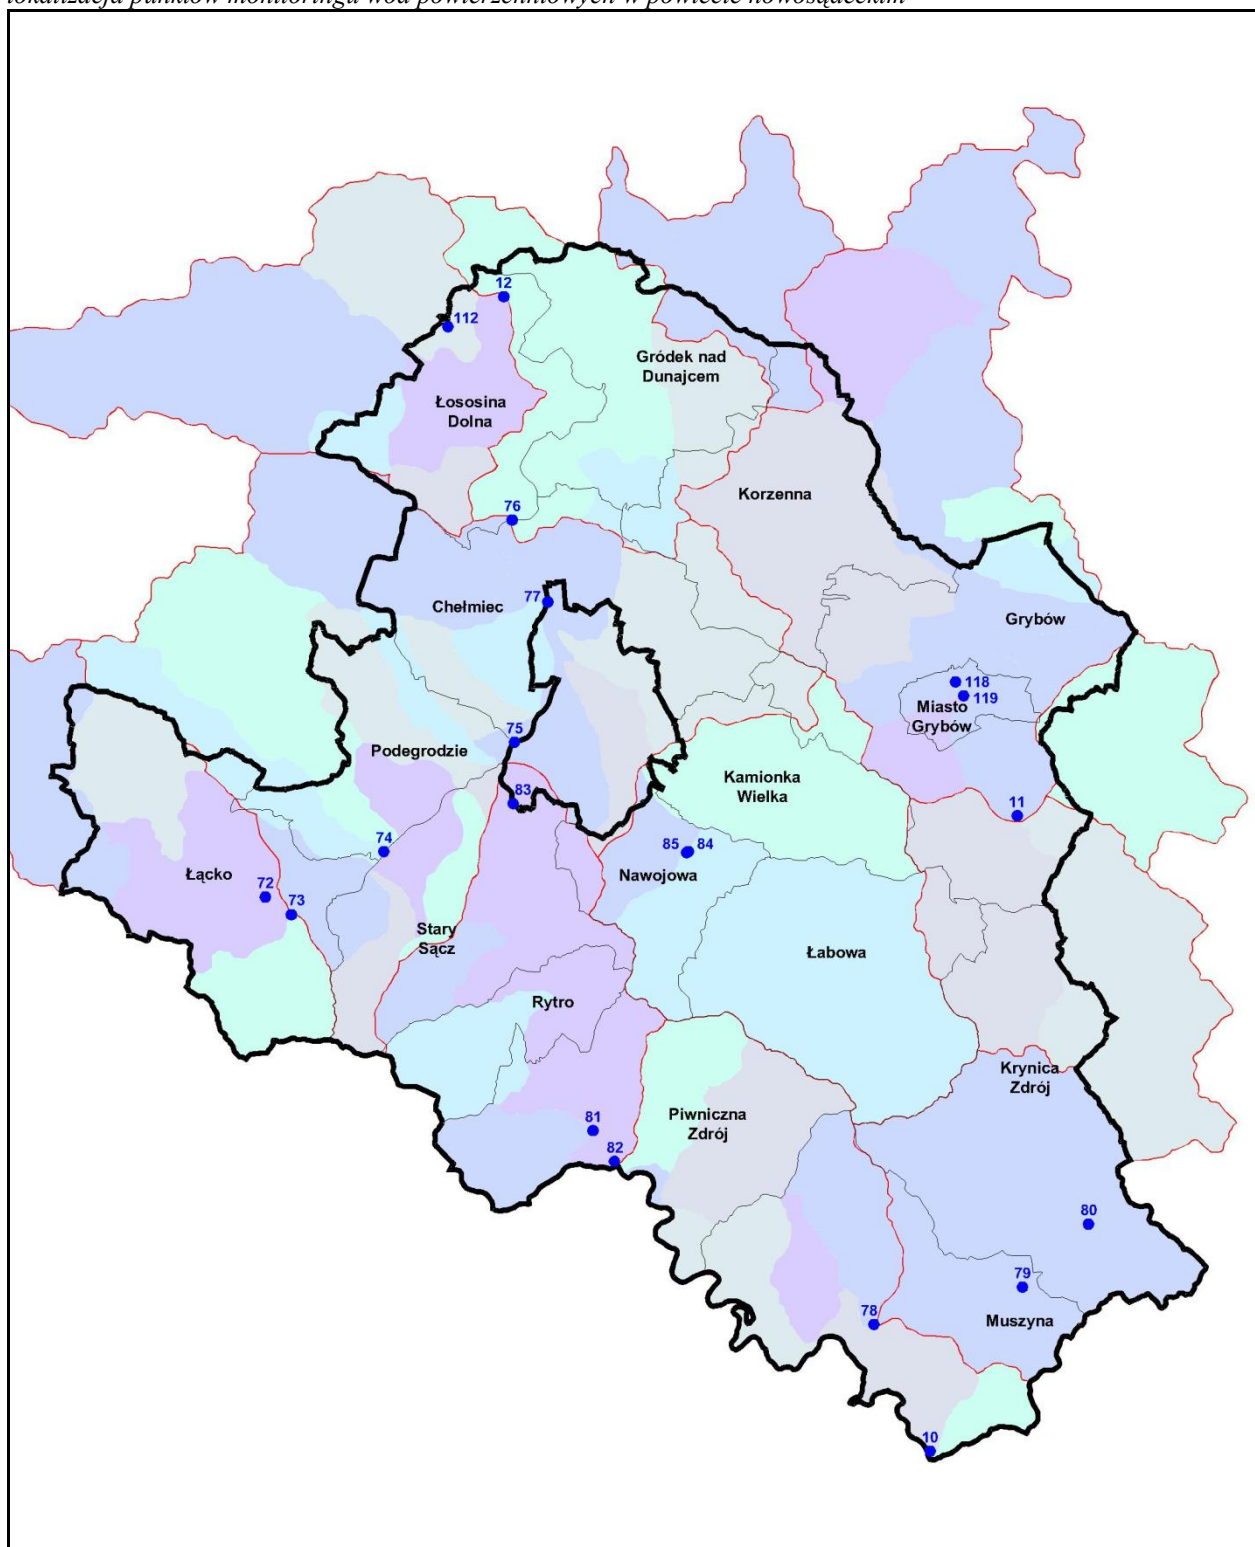 lokalizacja punktów monitoringu wód powierzchniowych w powiecie nowosądeckim
12
112
Gródek nad
Dunajcem
Łososina
Dolna
Korzenna
76
77
Chełmiec
Grybów
118
119
Miasto
Grybów
75
Podegrodzie
Kamionka
Wielka
83
11
74
85 84
Nawojowa
Łącko
72
73
Stary
Sącz
Łabowa
Rytro
Krynica
Zdrój
81
Piwniczna
Zdrój
82
80
79
78
Muszyna
10